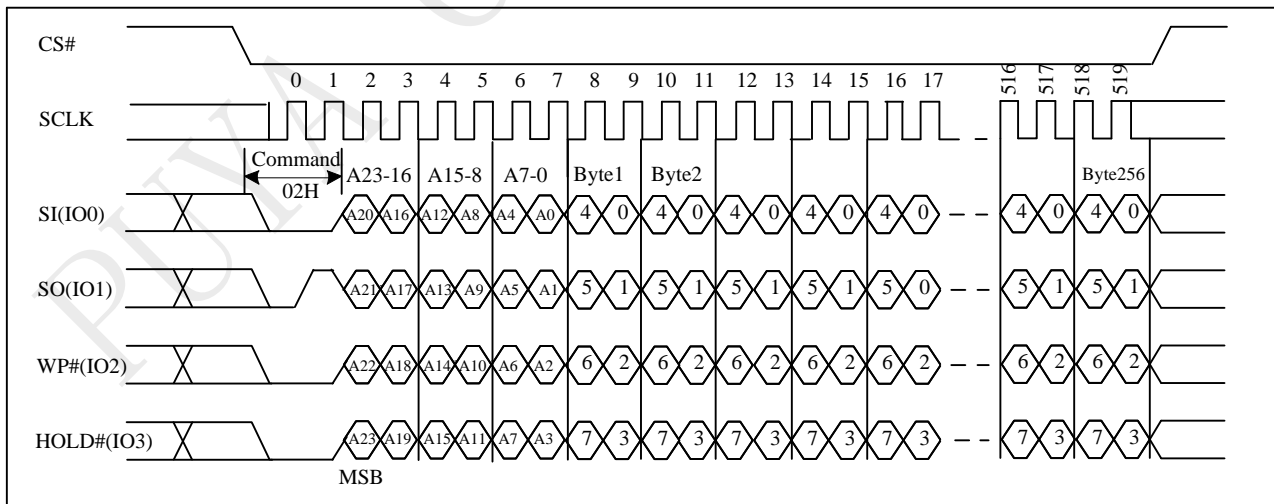 CS#
0 1 2 3 4 5 6 7 8 9 10 11 12 13 14 15 16 17 516 517 518 519
SCLK
Command A23-16 A15-8 A7-0 Byte1 Byte2 Byte256
02H
SI(IO0) A20 A16 A12 A8 A4 A0 4 0 4 0 4 0 4 0 4 0 4 0 4 0
SO(IO1) A21 A17 A13 A9 A5 A1 5 1 5 1 5 1 5 1 5 0 5 1 5 1
WP#(IO2) A22 A18 A14 A10 A6 A2 6 2 6 2 6 2 6 2 6 2 6 2 6 2
HOLD#(IO3) A23 A19 A15 A11 A7 A3 7 3 7 3 7 3 7 3 7 3 7 3 7 3
MSB
PUYA